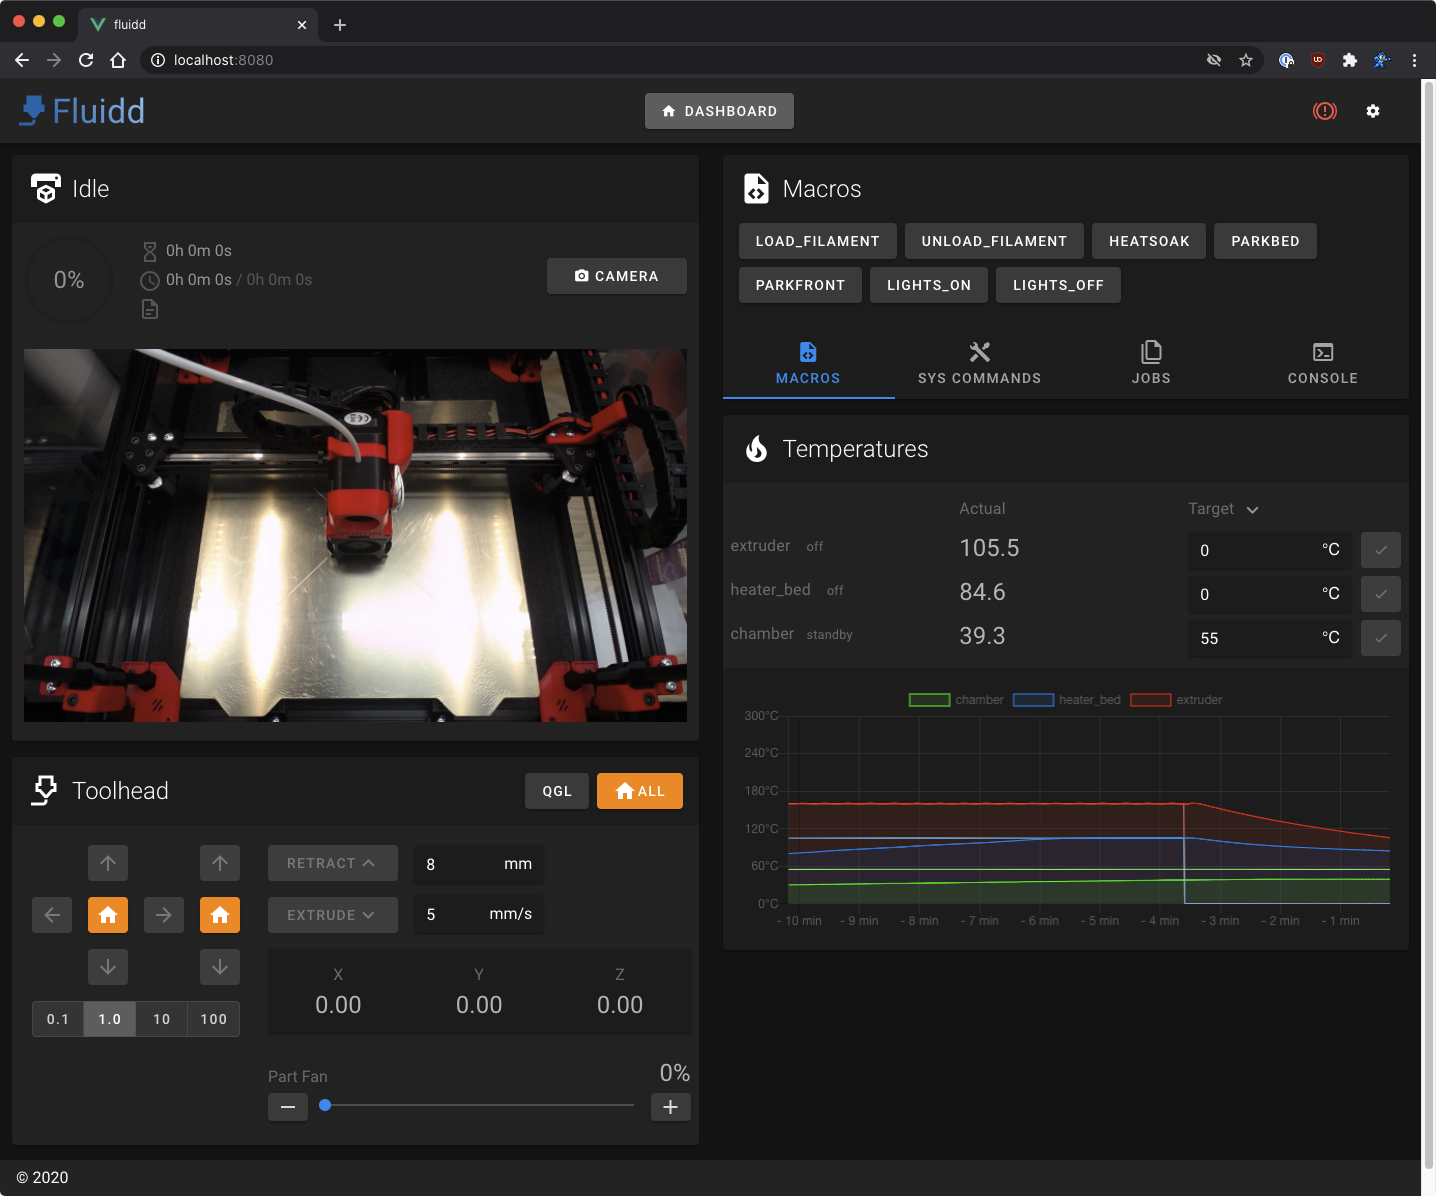 fluidd
localhost:8080
Fluidd
DASHBOARD
Idle
0%
0h 0m 0s
0h 0m 0s / 0h 0m 0s
CAMERA
Toolhead
QGL
ALL
RETRACT
8 mm
EXTRUDE
5 mm/s
X Y Z
0.00 0.00 0.00
0.1 1.0 10 100
Part Fan
0%
Macros
LOAD_FILAMENT UNLOAD_FILAMENT HEATSOAK PARKBED
PARKFRONT LIGHTS_ON LIGHTS_OFF
MACROS SYS COMMANDS JOBS CONSOLE
Temperatures
Actual Target
extruder off 105.5 0 °C
heater_bed off 84.6 0 °C
chamber standby 39.3 55 °C
chamber heater_bed extruder
300°C
240°C
180°C
120°C
60°C
0°C
- 10 min - 9 min - 8 min - 7 min - 6 min - 5 min - 4 min - 3 min - 2 min - 1 min
© 2020